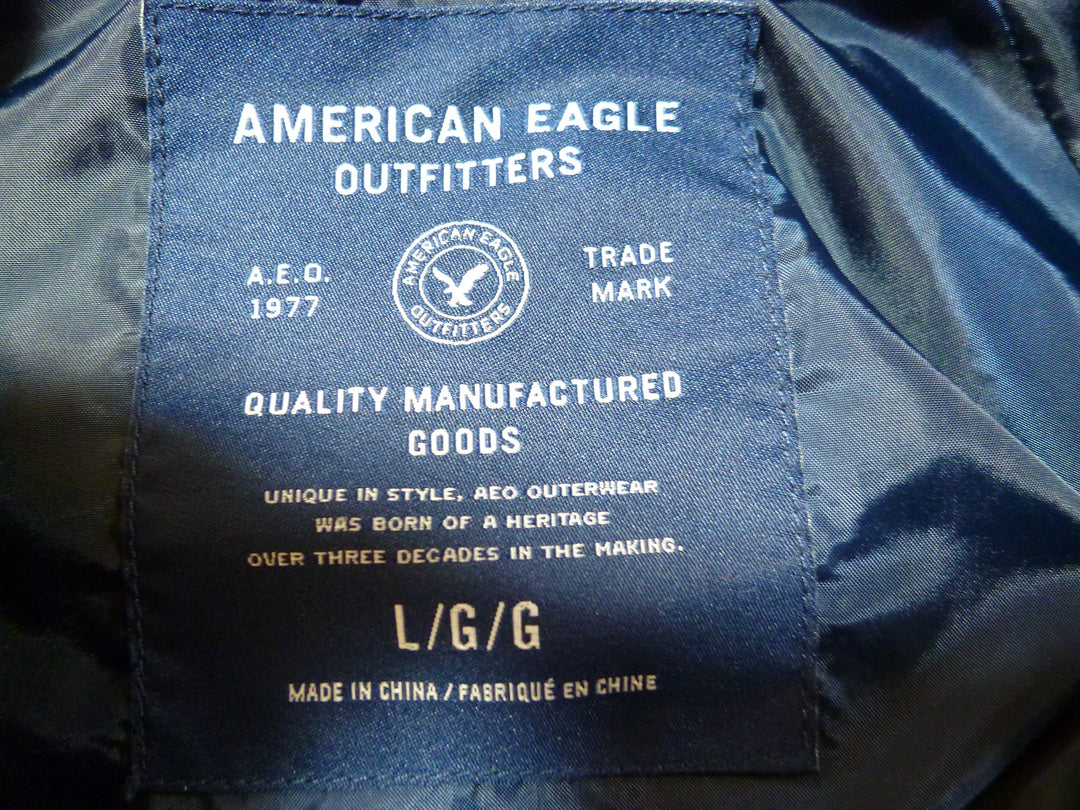 AMERICAN EAGLE
OUTFITTERS
A.E.O.
1977
AMERICAN EAGLE
OUTFITTERS
TRADE
MARK
QUALITY MANUFACTURED
GOODS
UNIQUE IN STYLE, AEO OUTERWEAR
WAS BORN OF A HERITAGE
OVER THREE DECADES IN THE MAKING.
L/G/G
MADE IN CHINA / FABRIQUÉ EN CHINE